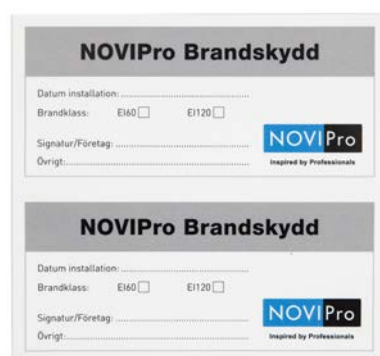 NOVIPro Brandskydd
Datum installation:................................................
Brandklass: EI60 ☐ EI120 ☐
Signatur/Företag: ................................................
NOVIPro
Övrigt:................................................................
Inspired by Professionals
NOVIPro Brandskydd
Datum installation: ................................................
Brandklass: EI60 ☐ EI120 ☐
Signatur/Företag: ................................................
NOVIPro
Övrigt:................................................................
Inspired by Professionals